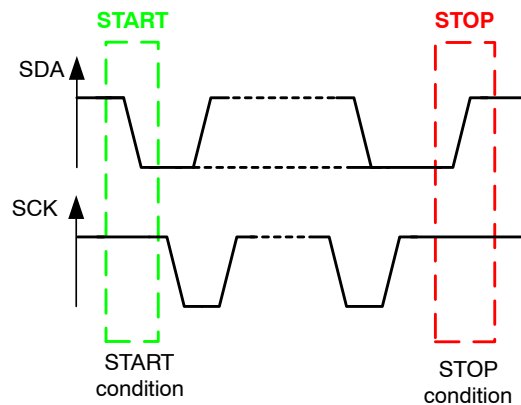 START
STOP
SDA
SCK
START
condition
STOP
condition